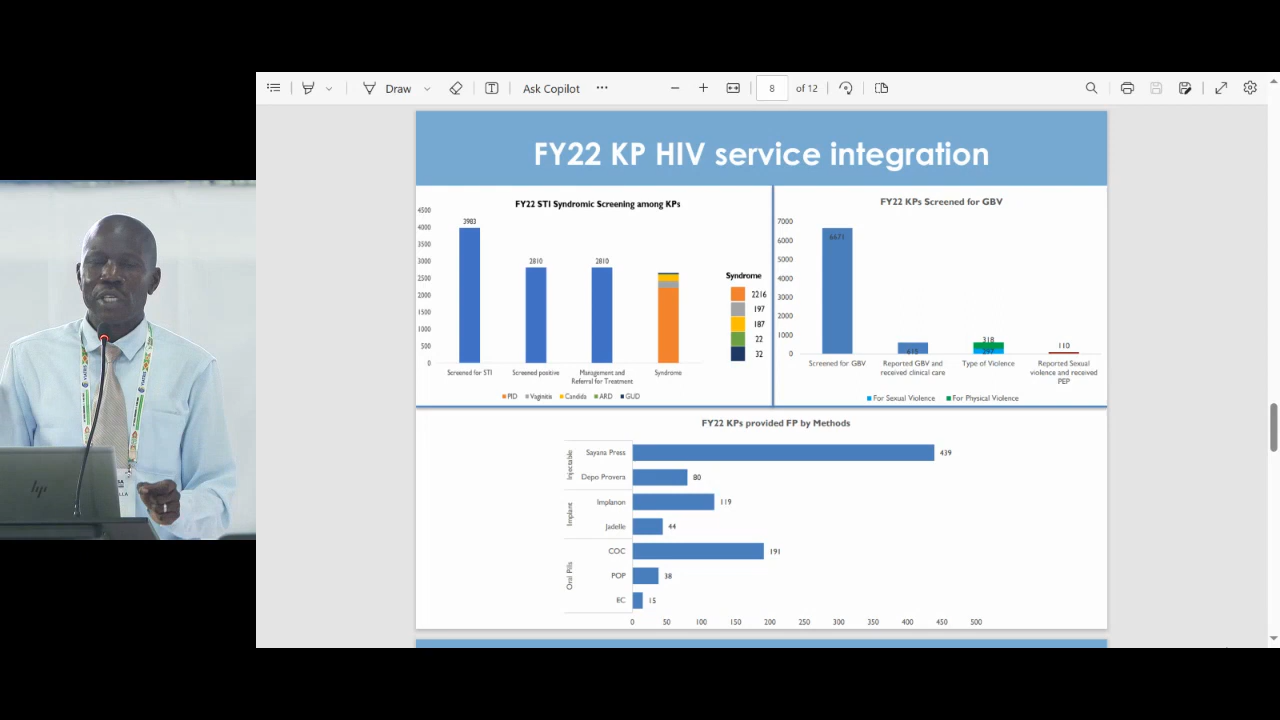 Draw
Ask Copilot
8 of 12
FY22 KP HIV service integration
FY22 STI Syndromic Screening among KPs
4500
4000
3500
3000
2500
2000
1500
1000
500
0
3983
2810
2810
Screened for STI
Screened positive
Management and
Referral for Treatment
Syndrome
PID
Vaginitis
Candida
ARD
GUD
Syndrome
2216
197
187
22
32
FY22 KPs Screened for GBV
7000
6000
5000
4000
3000
2000
1000
0
6671
615
318
297
110
Screened for GBV
Reported GBV and
received clinical care
Type of Violence
Reported Sexual
violence and received
PEP
For Sexual Violence
For Physical Violence
FY22 KPs provided FP by Methods
Injectable
Sayana Press
439
Depo Provera
80
Implant
Implanon
119
Jadelle
44
Oral Pills
COC
191
POP
38
EC
15
0 50 100 150 200 250 300 350 400 450 500
hp